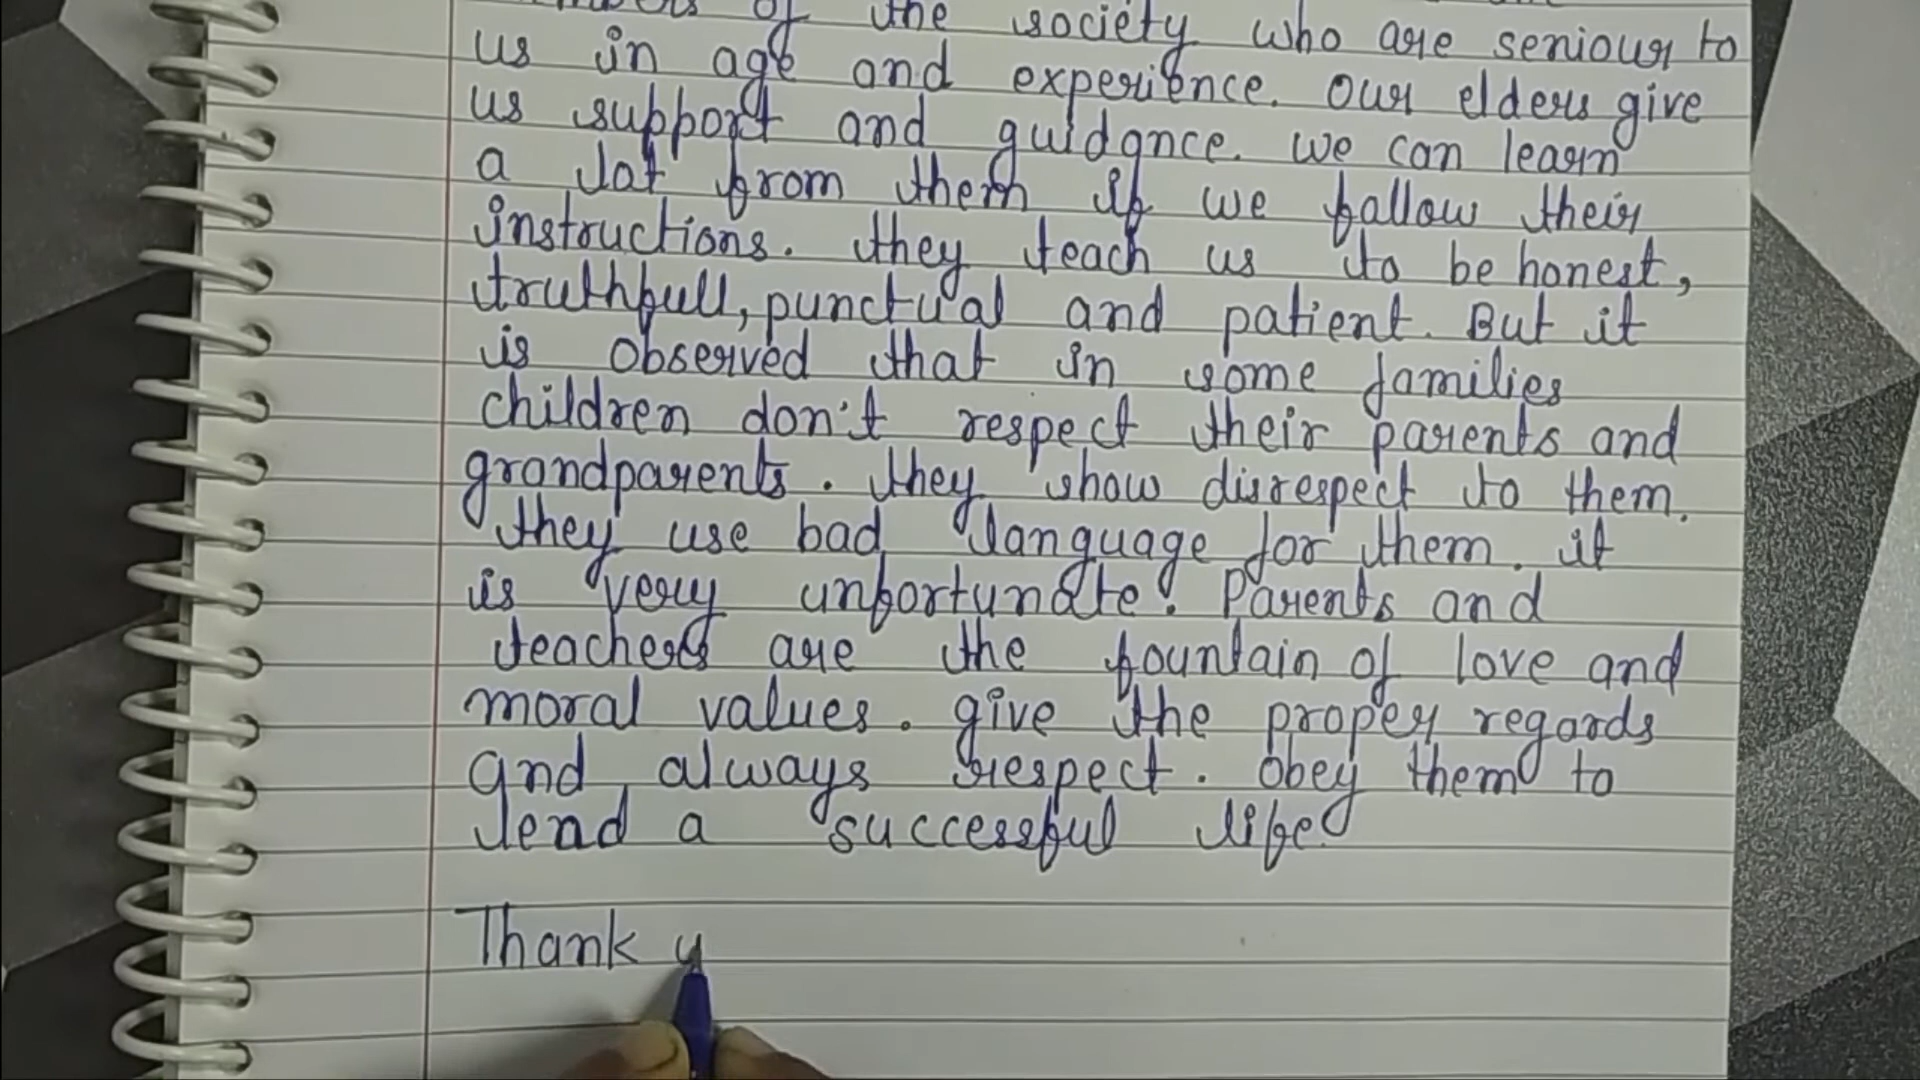 of the society who are seniour to
us in age and experience. Our elders give
us support and guidance. we can learn
a lot from them if we follow their
instructions. they teach us to be honest,
truthfull, punctual and patient. But it
is observed that in some families
children don't respect their parents and
grandparents. they show disrespect to them.
they use bad language for them. it
is very unfortunate. Parents and
teachers are the fountain of love and
moral values. give the proper regards
and always respect. Obey them to
lead a successful life.
Thank y